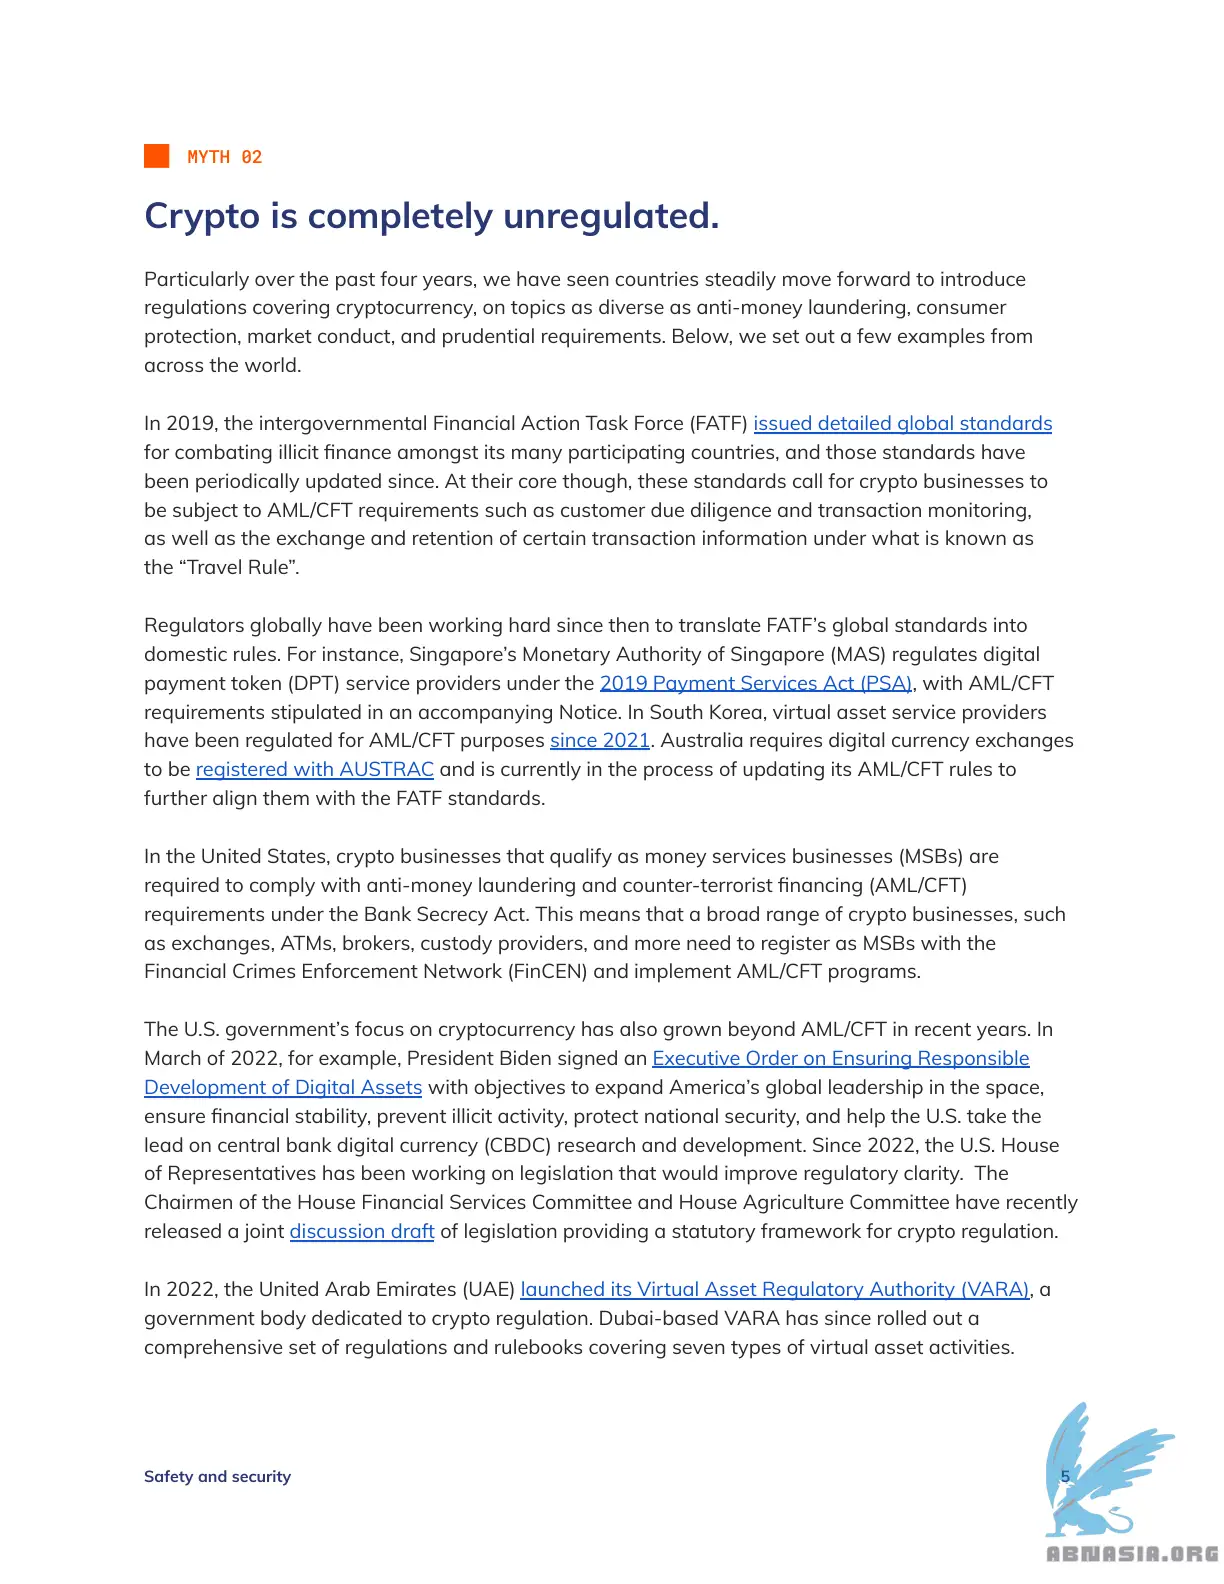 MYTH 02
Crypto is completely unregulated.
Particularly over the past four years, we have seen countries steadily move forward to introduce
regulations covering cryptocurrency, on topics as diverse as anti-money laundering, consumer
protection, market conduct, and prudential requirements. Below, we set out a few examples from
across the world.
In 2019, the intergovernmental Financial Action Task Force (FATF) issued detailed global standards
for combating illicit finance amongst its many participating countries, and those standards have
been periodically updated since. At their core though, these standards call for crypto businesses to
be subject to AML/CFT requirements such as customer due diligence and transaction monitoring,
as well as the exchange and retention of certain transaction information under what is known as
the “Travel Rule”.
Regulators globally have been working hard since then to translate FATF’s global standards into
domestic rules. For instance, Singapore’s Monetary Authority of Singapore (MAS) regulates digital
payment token (DPT) service providers under the 2019 Payment Services Act (PSA), with AML/CFT
requirements stipulated in an accompanying Notice. In South Korea, virtual asset service providers
have been regulated for AML/CFT purposes since 2021. Australia requires digital currency exchanges
to be registered with AUSTRAC and is currently in the process of updating its AML/CFT rules to
further align them with the FATF standards.
In the United States, crypto businesses that qualify as money services businesses (MSBs) are
required to comply with anti-money laundering and counter-terrorist financing (AML/CFT)
requirements under the Bank Secrecy Act. This means that a broad range of crypto businesses, such
as exchanges, ATMs, brokers, custody providers, and more need to register as MSBs with the
Financial Crimes Enforcement Network (FinCEN) and implement AML/CFT programs.
The U.S. government’s focus on cryptocurrency has also grown beyond AML/CFT in recent years. In
March of 2022, for example, President Biden signed an Executive Order on Ensuring Responsible
Development of Digital Assets with objectives to expand America’s global leadership in the space,
ensure financial stability, prevent illicit activity, protect national security, and help the U.S. take the
lead on central bank digital currency (CBDC) research and development. Since 2022, the U.S. House
of Representatives has been working on legislation that would improve regulatory clarity.  The
Chairmen of the House Financial Services Committee and House Agriculture Committee have recently
released a joint discussion draft of legislation providing a statutory framework for crypto regulation.
In 2022, the United Arab Emirates (UAE) launched its Virtual Asset Regulatory Authority (VARA), a
government body dedicated to crypto regulation. Dubai-based VARA has since rolled out a
comprehensive set of regulations and rulebooks covering seven types of virtual asset activities.
Safety and security
5
ABNASIA.ORG